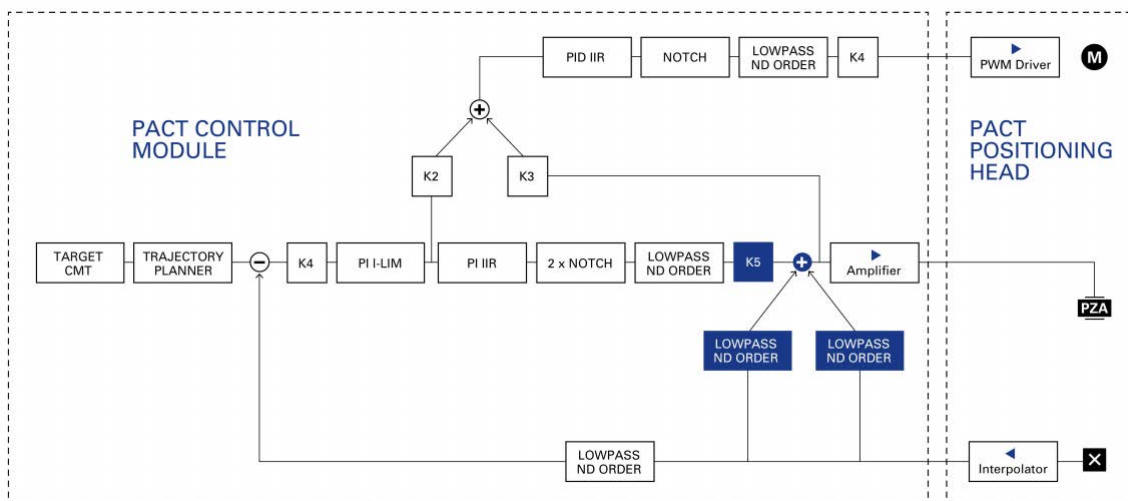 PID IIR
NOTCH
LOWPASS
ND ORDER
K4
PWM Driver
M
PACT CONTROL
MODULE
PACT
POSITIONING
HEAD
K2
K3
TARGET
CMT
TRAJECTORY
PLANNER
K4
PI I-LIM
PI IIR
2 x NOTCH
LOWPASS
ND ORDER
K5
Amplifier
PZA
LOWPASS
ND ORDER
LOWPASS
ND ORDER
LOWPASS
ND ORDER
Interpolator